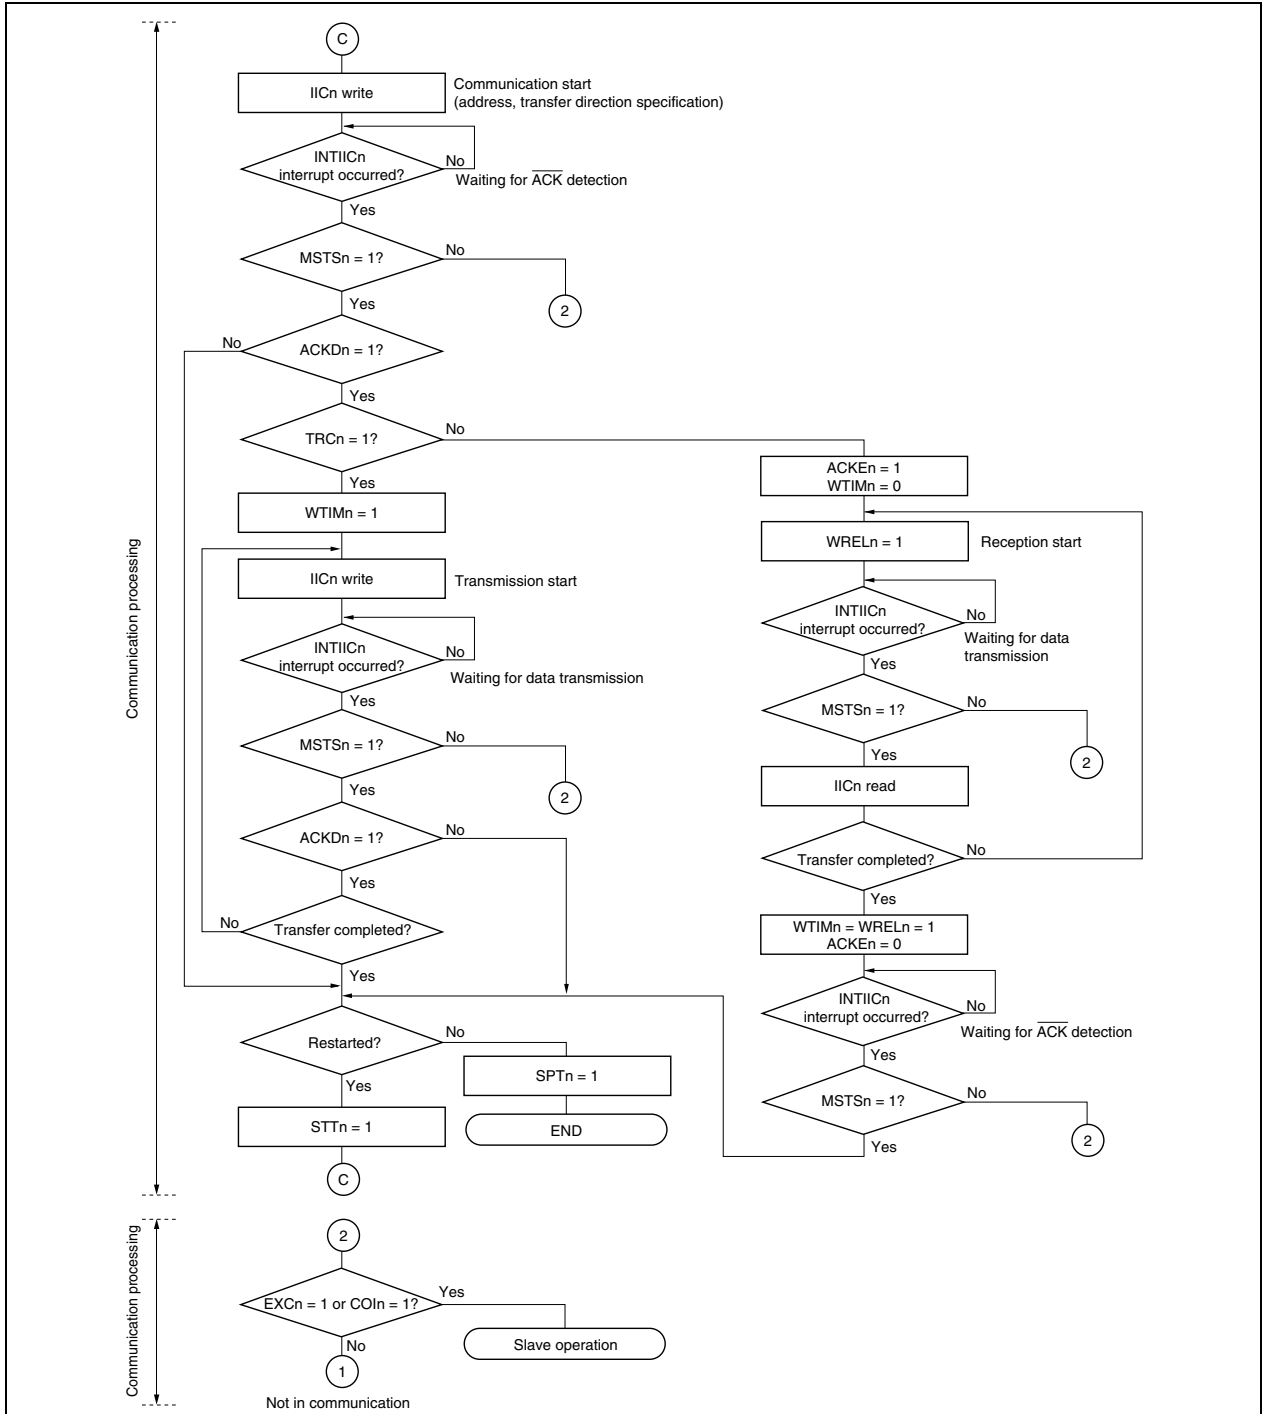 C
IICn write
Communication start
(address, transfer direction specification)
INTIICn
interrupt occurred?
No
Waiting for ACK detection
Yes
MSTSn = 1?
No
2
Yes
ACKDn = 1?
No
Yes
TRCn = 1?
No
Yes
WTIMn = 1
IICn write
Transmission start
INTIICn
interrupt occurred?
No
Waiting for data transmission
Yes
MSTSn = 1?
No
2
Yes
ACKDn = 1?
No
Yes
Transfer completed?
No
Yes
Restarted?
No
SPTn = 1
END
Yes
STTn = 1
C
ACKEn = 1
WTIMn = 0
WRELn = 1
Reception start
INTIICn
interrupt occurred?
No
Waiting for data
transmission
Yes
MSTSn = 1?
No
2
Yes
IICn read
Transfer completed?
No
Yes
WTIMn = WRELn = 1
ACKEn = 0
INTIICn
interrupt occurred?
No
Waiting for ACK detection
Yes
MSTSn = 1?
No
2
Yes
Communication processing
2
EXCn = 1 or COIn = 1?
Yes
Slave operation
No
1
Not in communication
Communication processing